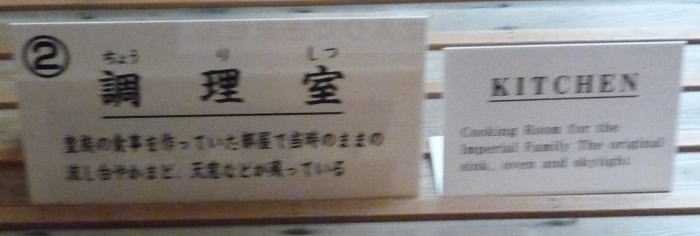 ②
ちょう り しつ
調理室
皇族の食事を作っていた部屋で当時のままの
流し台やかまど、天窓などが残っている
KITCHEN
Cooking Room for the
Imperial Family The original
sink, oven and skylight